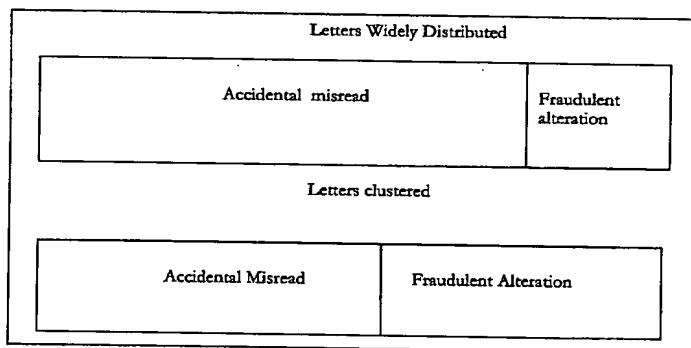 Letters Widely Distributed
Accidental misread
Fraudulent
alteration
Letters clustered
Accidental Misread
Fraudulent Alteration